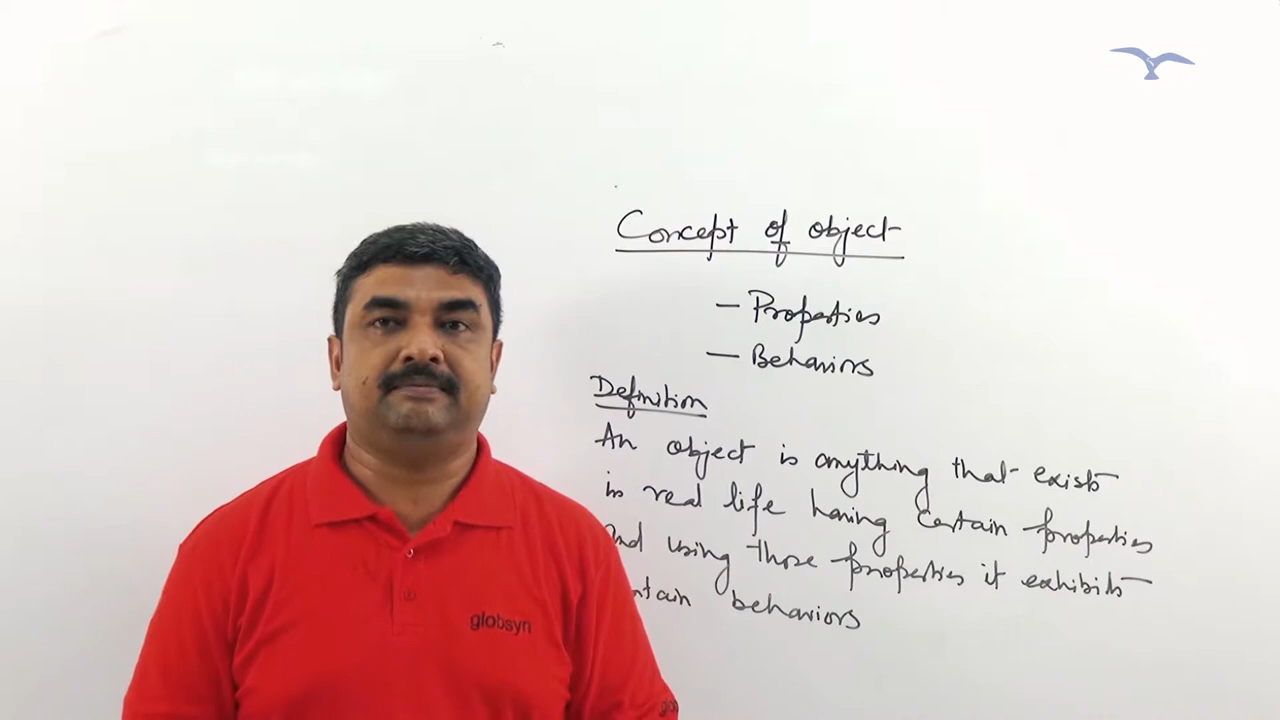 Concept of object
— Properties
— Behaviors
Definition
An object is anything that exists
in real life having certain properties
and using those properties it exhibits
behaviors
globsyn